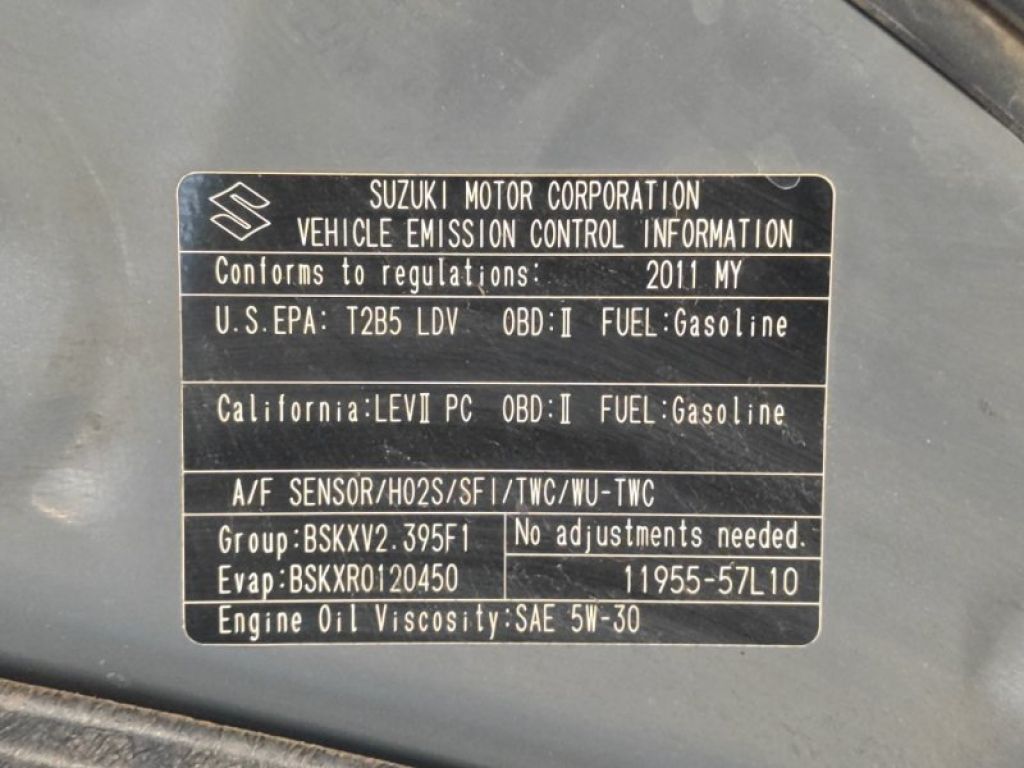 SUZUKI MOTOR CORPORATION
VEHICLE EMISSION CONTROL INFORMATION
Conforms to regulations: 2011 MY
U.S.EPA: T2B5 LDV OBD:Ⅱ FUEL:Gasoline
California:LEVⅡ PC OBD:Ⅱ FUEL:Gasoline
A/F SENSOR/HO2S/SFI/TWC/WU-TWC
Group:BSKXV2.395F1
Evap:BSKXR0120450
No adjustments needed.
11955-57L10
Engine Oil Viscosity:SAE 5W-30